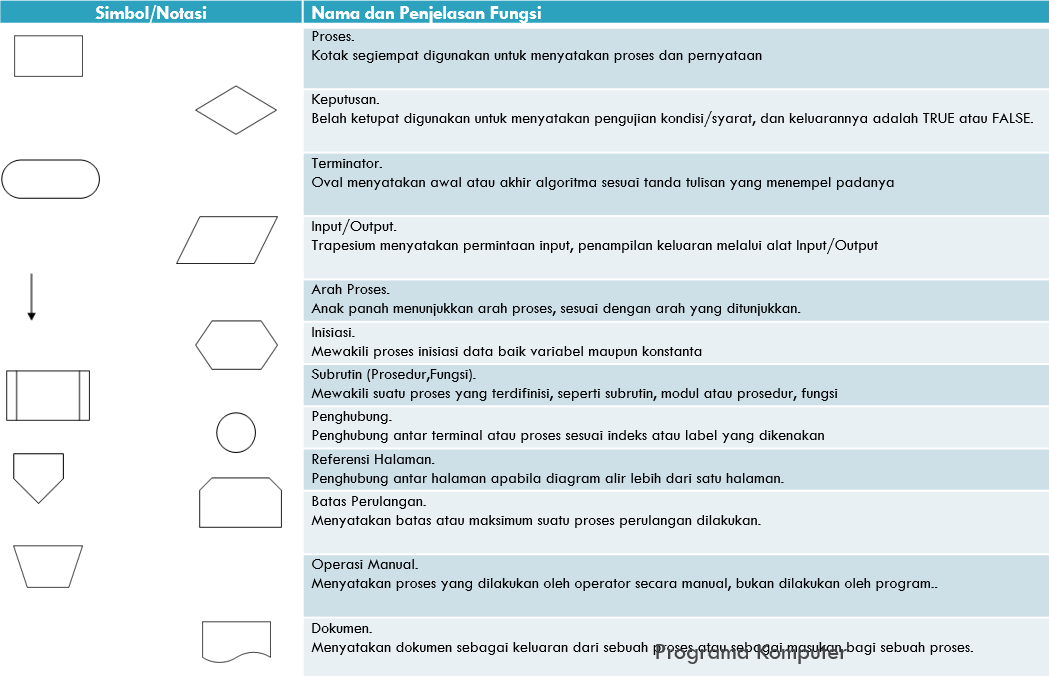 Simbol/Notasi
Nama dan Penjelasan Fungsi
Proses.
Kotak segiempat digunakan untuk menyatakan proses dan pernyataan
Keputusan.
Belah ketupat digunakan untuk menyatakan pengujian kondisi/syarat, dan keluarannya adalah TRUE atau FALSE.
Terminator.
Oval menyatakan awal atau akhir algoritma sesuai tanda tulisan yang menempel padanya
Input/Output.
Trapesium menyatakan permintaan input, penampilan keluaran melalui alat Input/Output
Arah Proses.
Anak panah menunjukkan arah proses, sesuai dengan arah yang ditunjukkan.
Inisiasi.
Mewakili proses inisiasi data baik variabel maupun konstanta
Subrutin (Prosedur,Fungsi).
Mewakili suatu proses yang terdifinisi, seperti subrutin, modul atau prosedur, fungsi
Penghubung.
Penghubung antar terminal atau proses sesuai indeks atau label yang dikenakan
Referensi Halaman.
Penghubung antar halaman apabila diagram alir lebih dari satu halaman.
Batas Perulangan.
Menyatakan batas atau maksimum suatu proses perulangan dilakukan.
Operasi Manual.
Menyatakan proses yang dilakukan oleh operator secara manual, bukan dilakukan oleh program..
Dokumen.
Menyatakan dokumen sebagai keluaran dari sebuah proses atau sebagai masukan bagi sebuah proses.
Programa Komputer